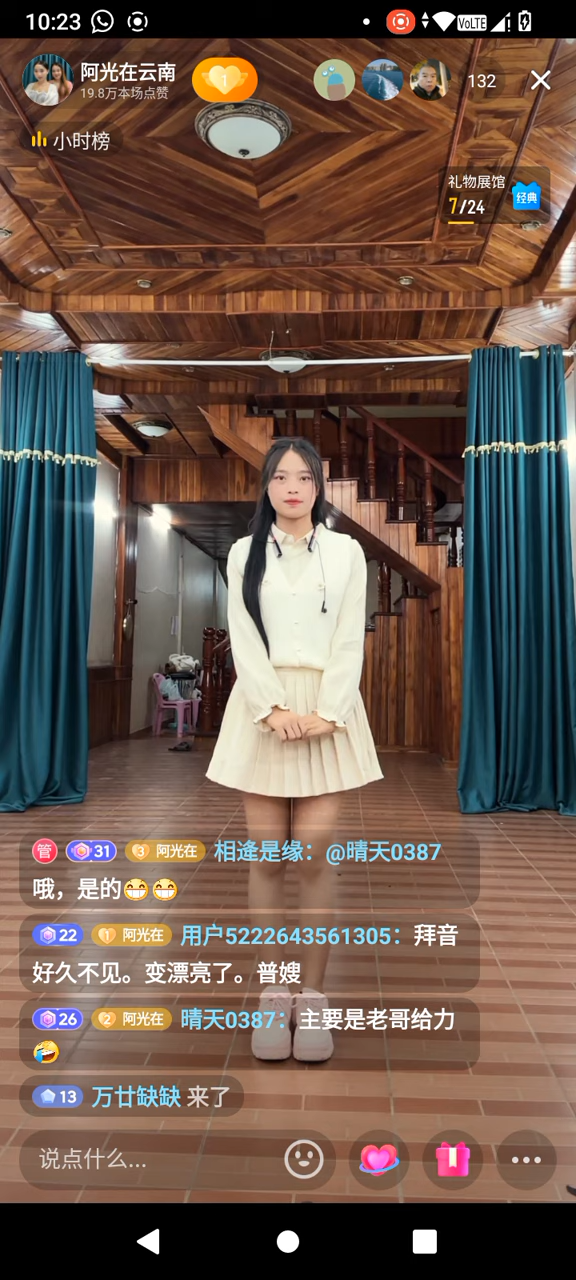 10:23
VoLTE
阿光在云南
19.8万本场点赞
1
132
小时榜
礼物展馆
7/24
经典
管 31 3 阿光在 相逢是缘：@晴天0387
哦，是的😁😁
22 1 阿光在 用户5222643561305：拜音
好久不见。变漂亮了。普嫂
26 2 阿光在 晴天0387：主要是老哥给力
🤣
13 万廿缺缺 来了
说点什么...